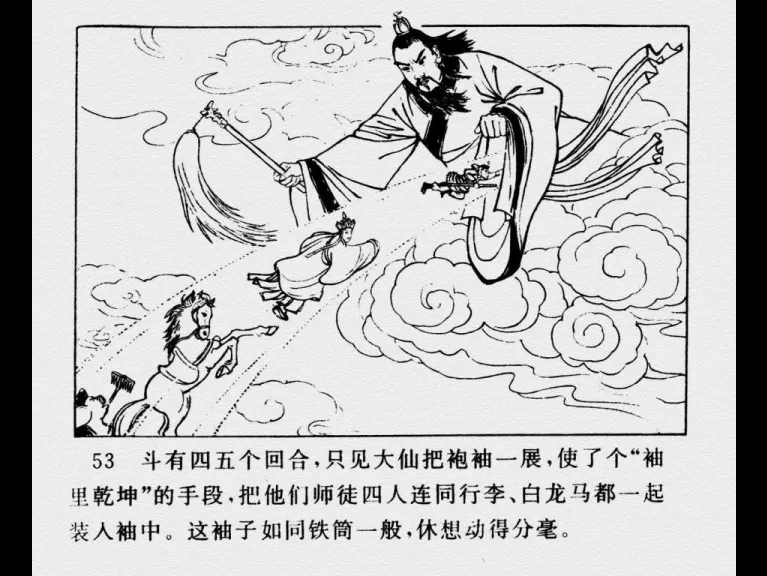 53 斗有四五个回合，只见大仙把袍袖一展，使了个“袖
里乾坤”的手段，把他们师徒四人连同行李、白龙马都一起
装人袖中。这袖子如同铁筒一般，休想动得分毫。